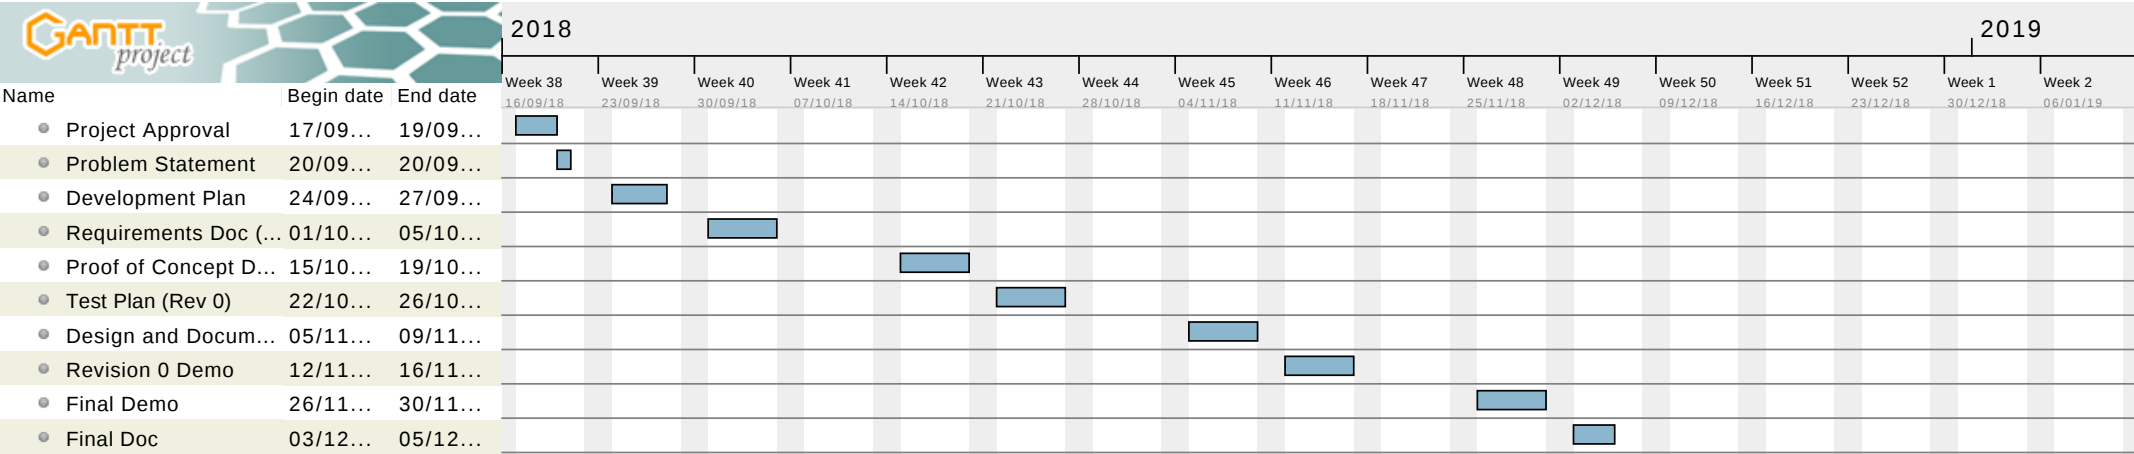 GANTT
project
2018
2019
Week 38 Week 39 Week 40 Week 41 Week 42 Week 43 Week 44 Week 45 Week 46 Week 47 Week 48 Week 49 Week 50 Week 51 Week 52 Week 1 Week 2
Name Begin date End date
16/09/18 23/09/18 30/09/18 07/10/18 14/10/18 21/10/18 28/10/18 04/11/18 11/11/18 18/11/18 25/11/18 02/12/18 09/12/18 16/12/18 23/12/18 30/12/18 06/01/19
Project Approval 17/09... 19/09...
Problem Statement 20/09... 20/09...
Development Plan 24/09... 27/09...
Requirements Doc (... 01/10... 05/10...
Proof of Concept D... 15/10... 19/10...
Test Plan (Rev 0) 22/10... 26/10...
Design and Docum... 05/11... 09/11...
Revision 0 Demo 12/11... 16/11...
Final Demo 26/11... 30/11...
Final Doc 03/12... 05/12...